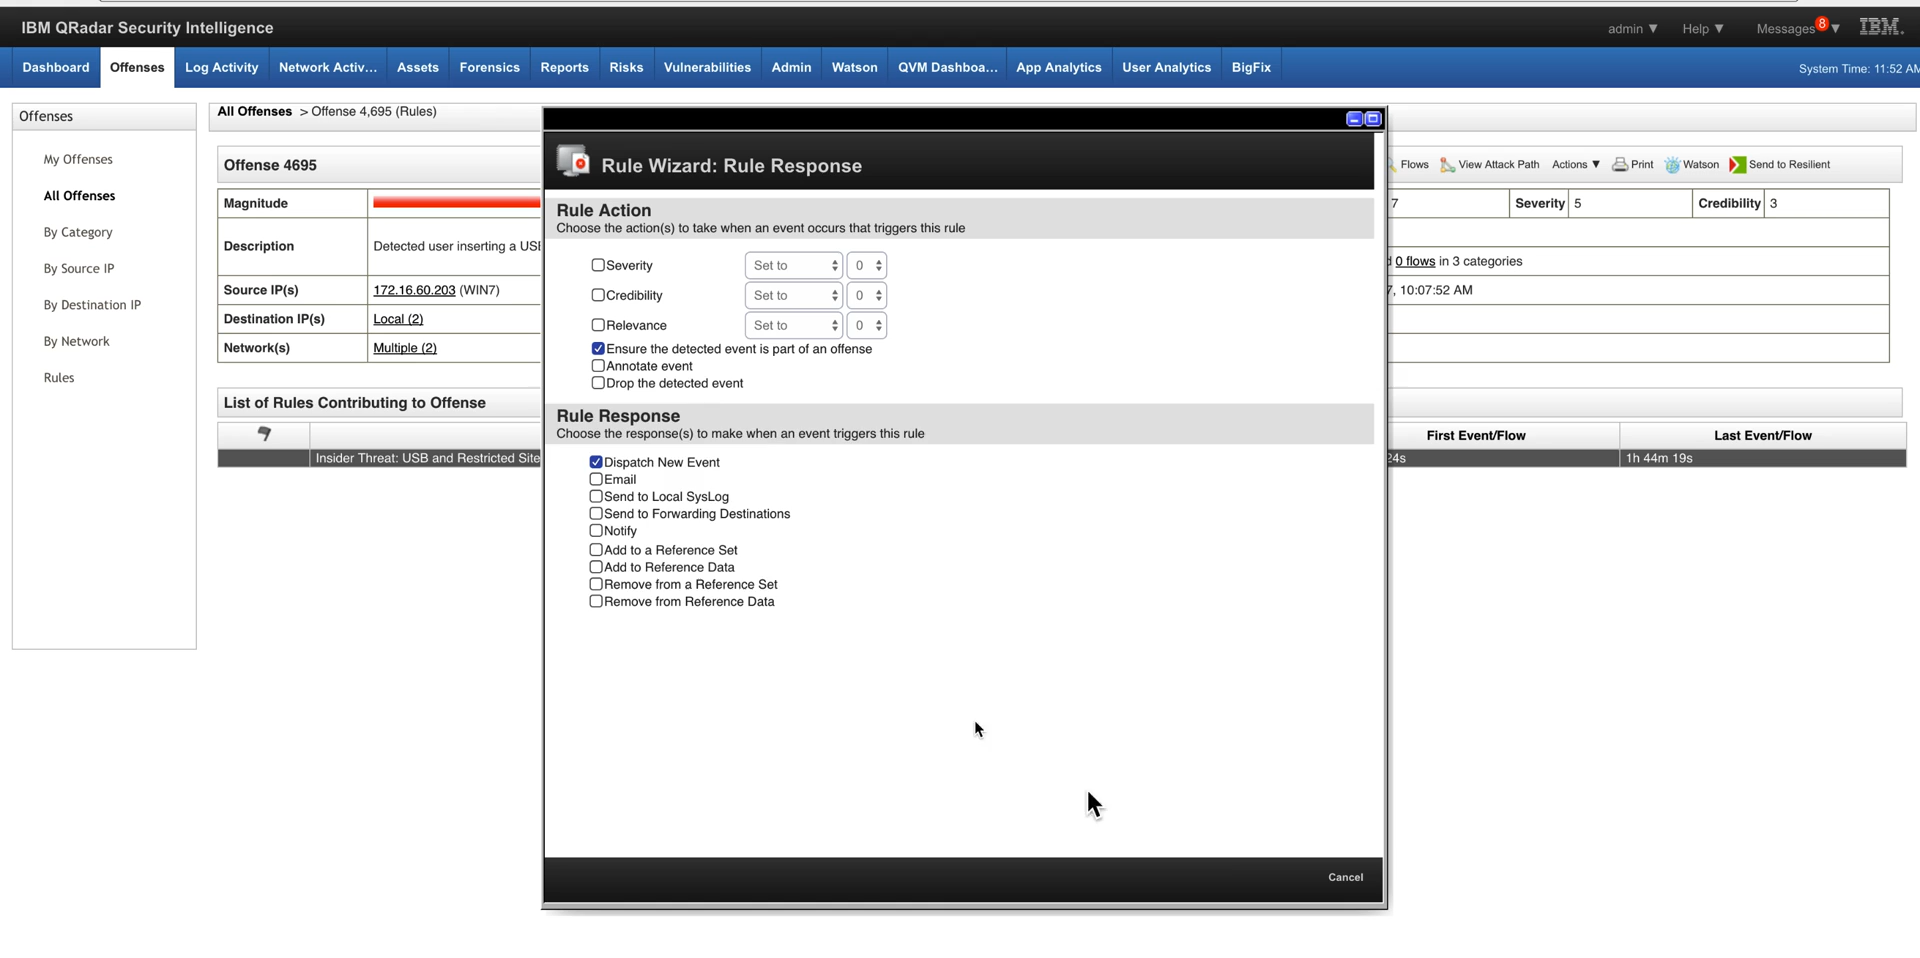 IBM QRadar Security Intelligence
admin ▼ Help ▼ Messages 8 ▼ IBM.
Dashboard Offenses Log Activity Network Activ... Assets Forensics Reports Risks Vulnerabilities Admin Watson QVM Dashboa... App Analytics User Analytics BigFix System Time: 11:52 AM
Offenses
My Offenses
All Offenses
By Category
By Source IP
By Destination IP
By Network
Rules
All Offenses > Offense 4,695 (Rules)
Offense 4695
Flows View Attack Path Actions ▼ Print Watson Send to Resilient
Magnitude
7 Severity 5 Credibility 3
Description Detected user inserting a USB
0 flows in 3 categories
Source IP(s) 172.16.60.203 (WIN7)
7, 10:07:52 AM
Destination IP(s) Local (2)
Network(s) Multiple (2)
List of Rules Contributing to Offense
First Event/Flow Last Event/Flow
Insider Threat: USB and Restricted Site
24s 1h 44m 19s
Rule Wizard: Rule Response
Rule Action
Choose the action(s) to take when an event occurs that triggers this rule
Severity Set to 0
Credibility Set to 0
Relevance Set to 0
Ensure the detected event is part of an offense
Annotate event
Drop the detected event
Rule Response
Choose the response(s) to make when an event triggers this rule
Dispatch New Event
Email
Send to Local SysLog
Send to Forwarding Destinations
Notify
Add to a Reference Set
Add to Reference Data
Remove from a Reference Set
Remove from Reference Data
Cancel